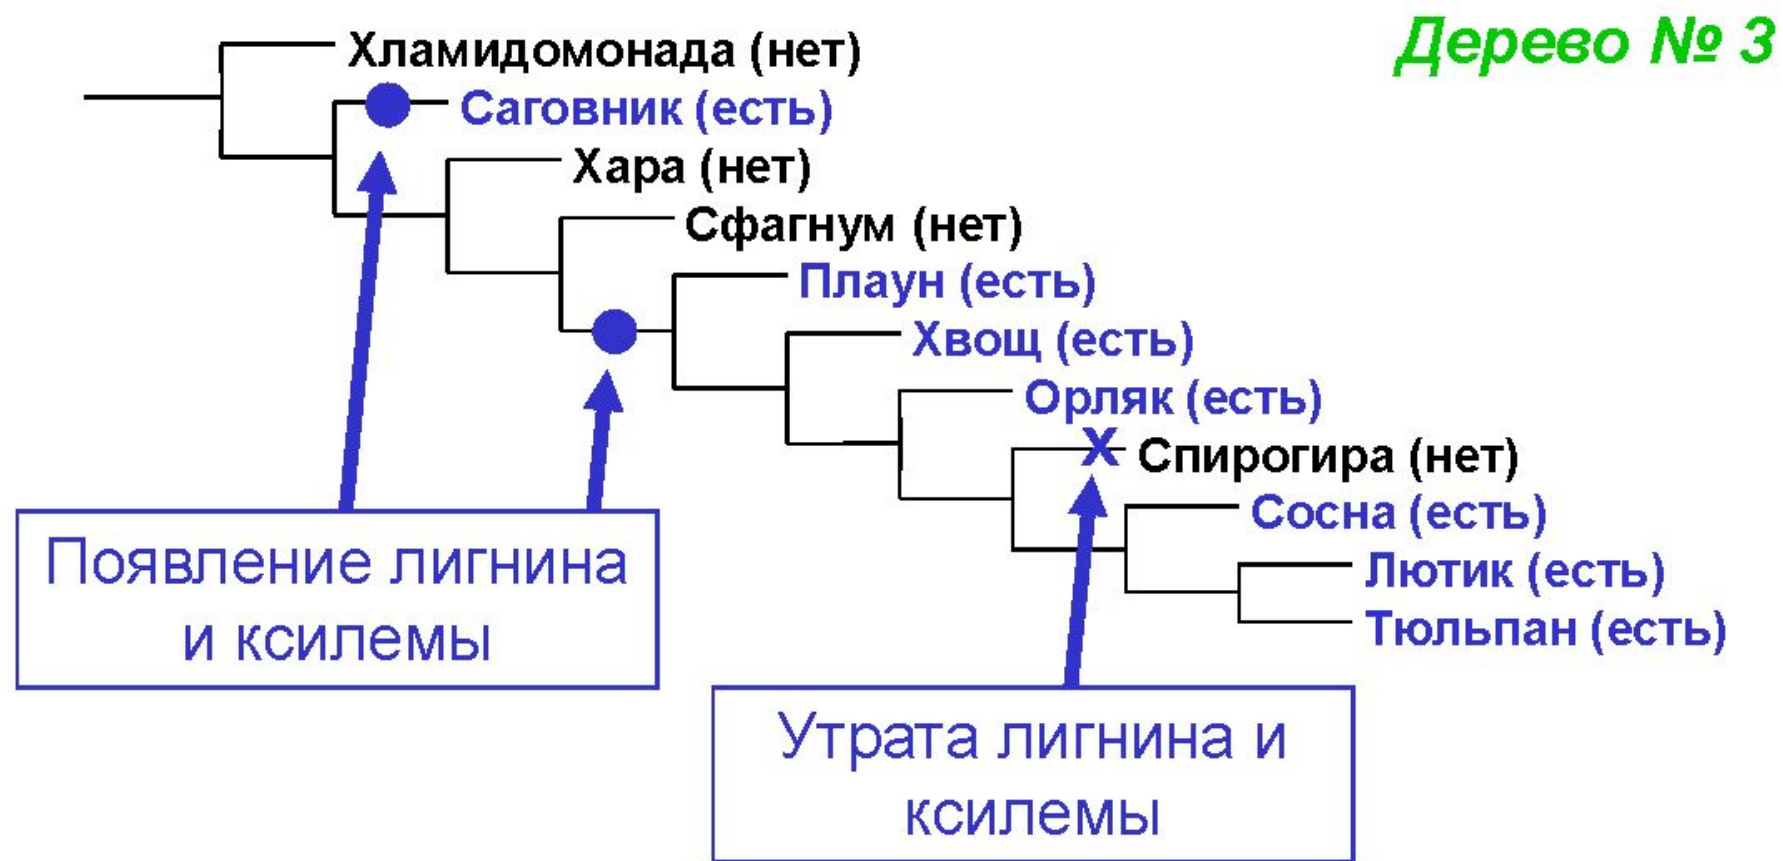 Дерево № 3
Хламидомонада (нет)
Саговник (есть)
Хара (нет)
Сфагнум (нет)
Плаун (есть)
Хвощ (есть)
Орляк (есть)
X
Спирогира (нет)
Сосна (есть)
Лютик (есть)
Тюльпан (есть)
Появление лигнина
и ксилемы
Утрата лигнина и
ксилемы